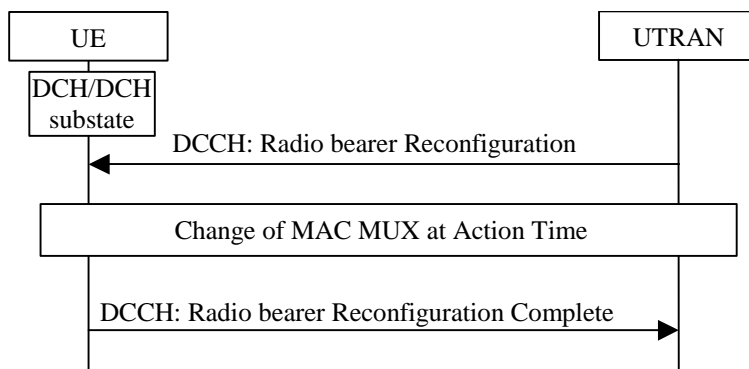 UE
UTRAN
DCH/DCH
substate
DCCH: Radio bearer Reconfiguration
Change of MAC MUX at Action Time
DCCH: Radio bearer Reconfiguration Complete